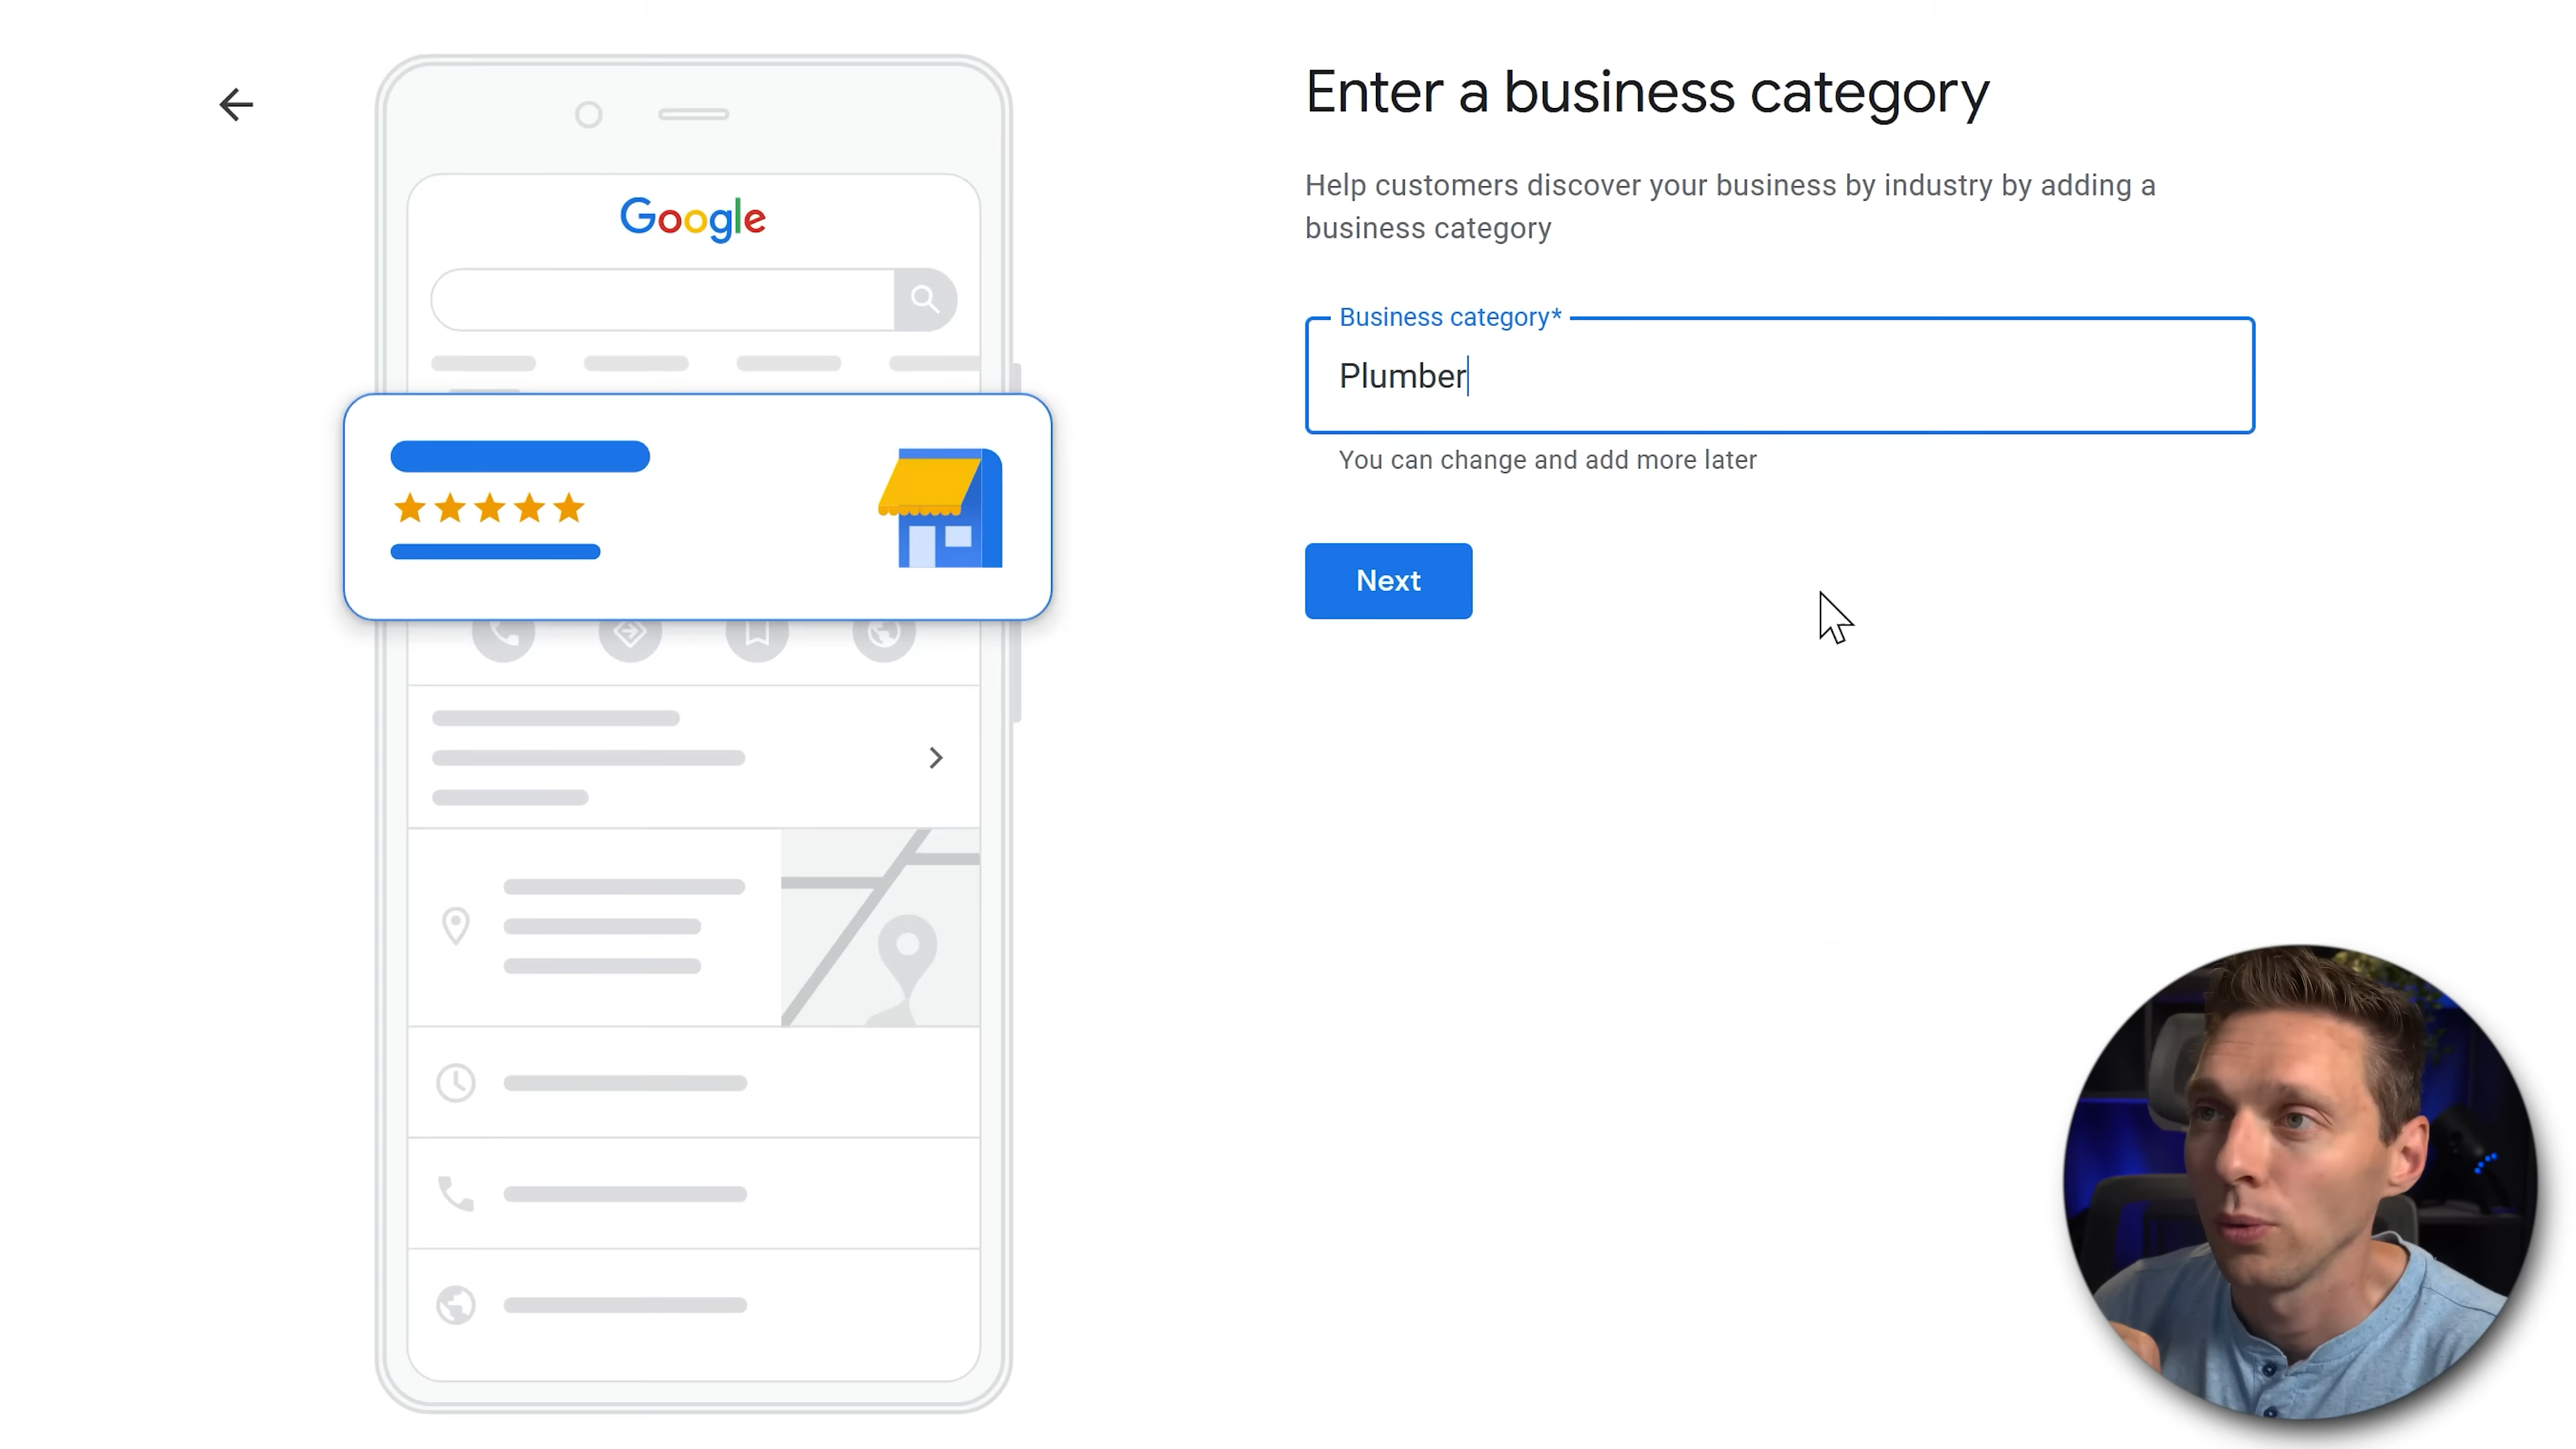 Google
Enter a business category
Help customers discover your business by industry by adding a
business category
Business category*
Plumber
You can change and add more later
Next